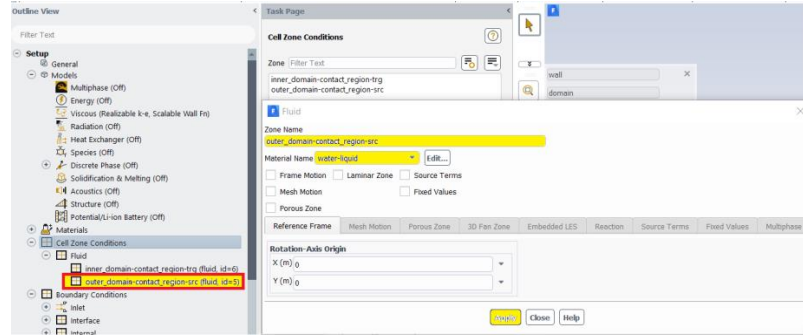 Outline View
Filter Text
Setup
General
Models
Multiphase (Off)
Energy (Off)
Viscous (Realizable k-e, Scalable Wall Fn)
Radiation (Off)
Heat Exchanger (Off)
Species (Off)
Discrete Phase (Off)
Solidification & Melting (Off)
Acoustics (Off)
Structure (Off)
Potential/Li-ion Battery (Off)
Materials
Cell Zone Conditions
Fluid
inner_domain-contact_region-trg (fluid, id=6)
outer_domain-contact_region-src (fluid, id=5)
Boundary Conditions
Inlet
Interface
Internal
Task Page
Cell Zone Conditions
Zone Filter Text
inner_domain-contact_region-trg
outer_domain-contact_region-src
wall
domain
Fluid
Zone Name
outer_domain-contact_region-src
Material Name water-liquid Edit...
Frame Motion Laminar Zone Source Terms
Mesh Motion Fixed Values
Porous Zone
Reference Frame Mesh Motion Porous Zone 3D Fan Zone Embedded LES Reaction Source Terms Fixed Values Multiphase
Rotation-Axis Origin
X (m) 0
Y (m) 0
Close Help